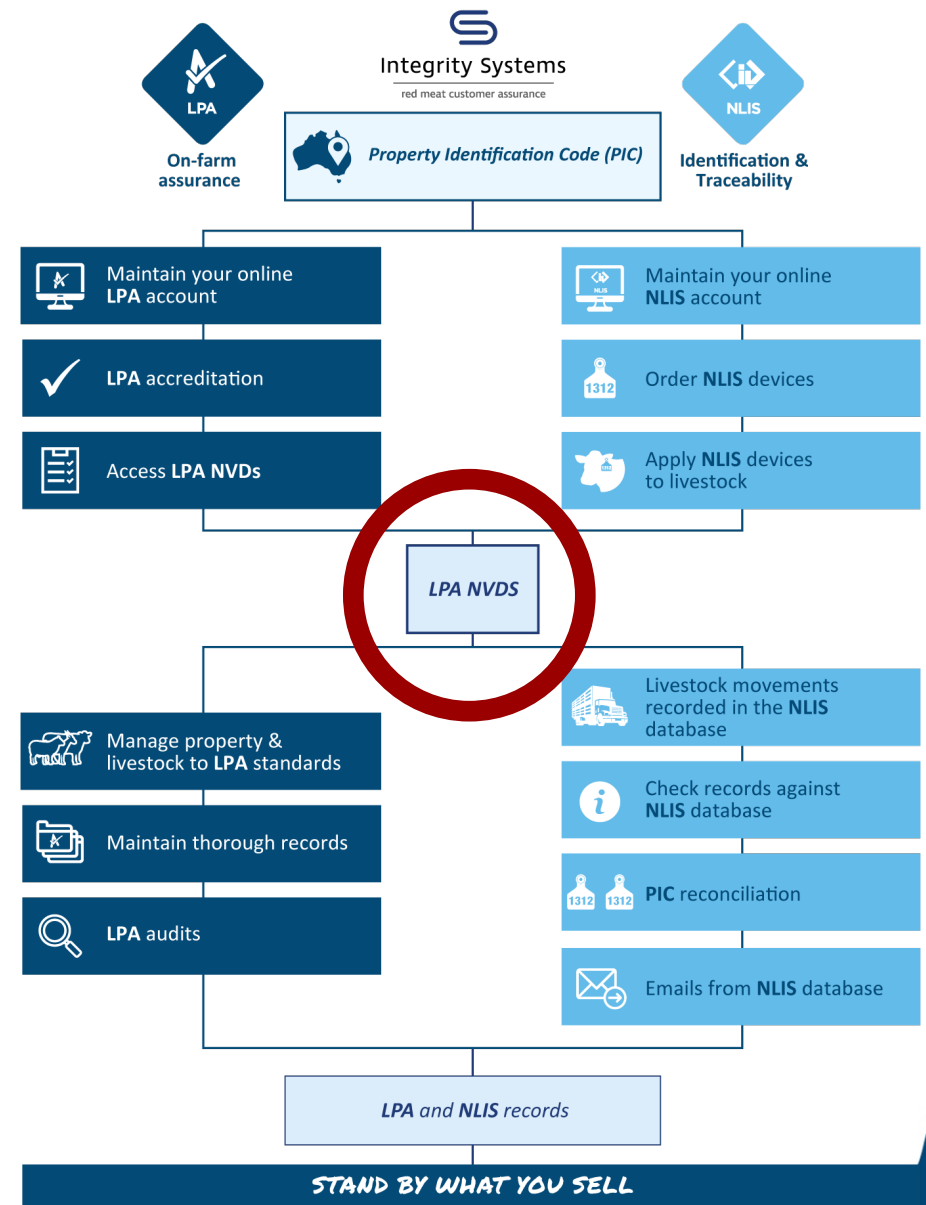 LPA
On-farm
assurance
Integrity Systems
red meat customer assurance
NLIS
Identification &
Traceability
Property Identification Code (PIC)
Maintain your online
LPA account
LPA accreditation
Access LPA NVDs
NLIS
Maintain your online
NLIS account
1312
Order NLIS devices
Apply NLIS devices
to livestock
LPA NVDS
Manage property &
livestock to LPA standards
Maintain thorough records
LPA audits
Livestock movements
recorded in the NLIS
database
Check records against
NLIS database
1312 1312
PIC reconciliation
Emails from NLIS database
LPA and NLIS records
STAND BY WHAT YOU SELL